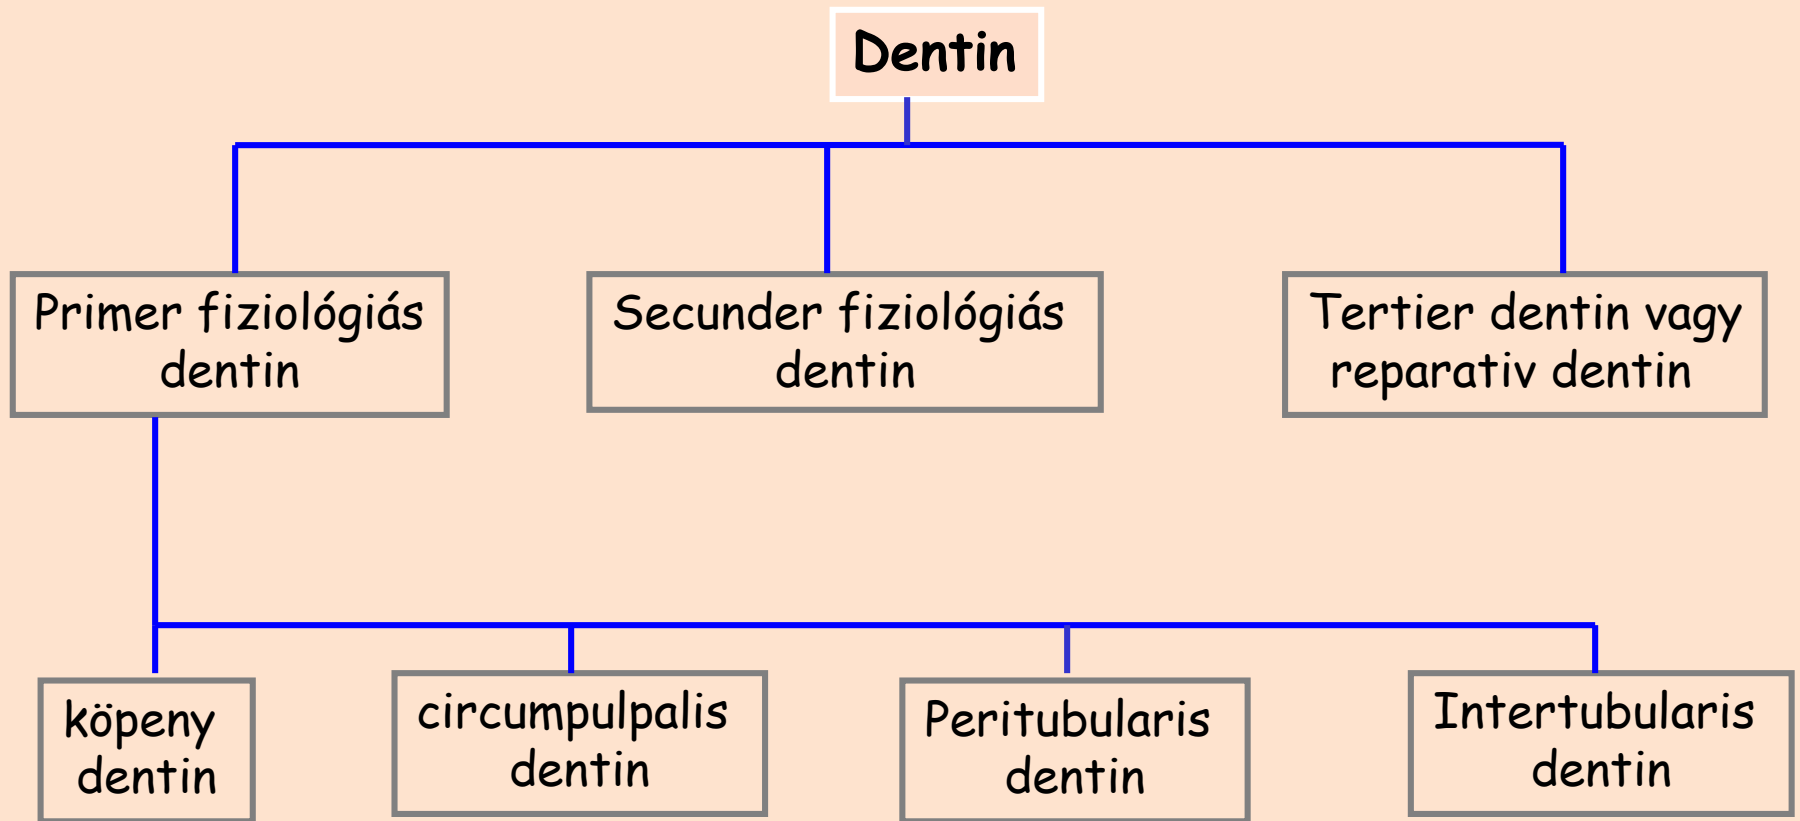 Dentin
Primer fiziológiás
dentin
Secunder fiziológiás
dentin
Tertier dentin vagy
reparativ dentin
köpeny
dentin
circumpulpalis
dentin
Peritubularis
dentin
Intertubularis
dentin